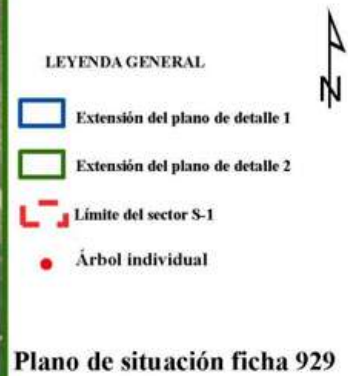 N
LEYENDA GENERAL
Extensión del plano de detalle 1
Extensión del plano de detalle 2
Límite del sector S-1
Árbol individual
Plano de situación ficha 929